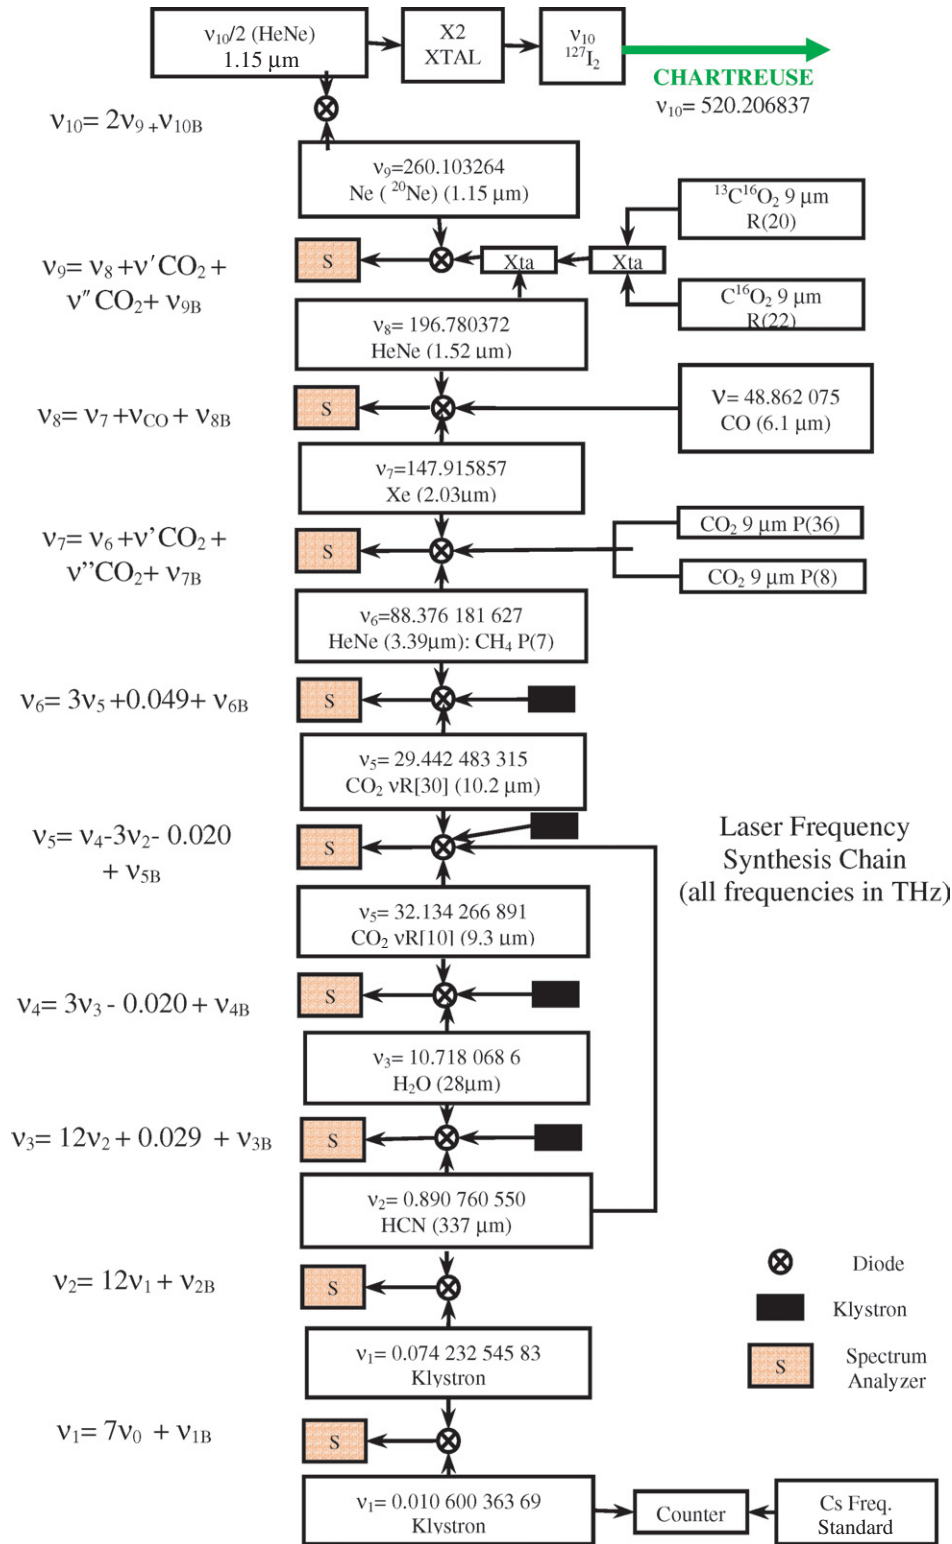 ν₁₀/2 (HeNe)
1.15 μm
X2
XTAL
ν₁₀
¹²⁷I₂
CHARTREUSE
ν₁₀= 520.206837
ν₁₀= 2ν₉ + ν₁₀B
ν₉=260.103264
Ne ( ²⁰Ne) (1.15 μm)
¹³C¹⁶O₂ 9 μm
R(20)
S
Xta
Xta
ν₉= ν₈ +ν′CO₂ +
ν″CO₂+ ν₉B
C¹⁶O₂ 9 μm
R(22)
ν₈= 196.780372
HeNe (1.52 μm)
S
ν₈= ν₇ +νCO + ν₈B
ν= 48.862 075
CO (6.1 μm)
ν₇=147.915857
Xe (2.03μm)
CO₂ 9 μm P(36)
S
ν₇= ν₆ +ν’CO₂ +
ν’’CO₂+ ν₇B
CO₂ 9 μm P(8)
ν₆=88.376 181 627
HeNe (3.39μm): CH₄ P(7)
S
ν₆= 3ν₅ +0.049+ ν₆B
ν₅= 29.442 483 315
CO₂ νR[30] (10.2 μm)
S
ν₅= ν₄-3ν₂- 0.020
+ ν₅B
Laser Frequency
Synthesis Chain
(all frequencies in THz)
ν₅= 32.134 266 891
CO₂ νR[10] (9.3 μm)
S
ν₄= 3ν₃ - 0.020 + ν₄B
ν₃= 10.718 068 6
H₂O (28μm)
S
ν₃= 12ν₂ + 0.029 + ν₃B
ν₂= 0.890 760 550
HCN (337 μm)
S
ν₂= 12ν₁ + ν₂B
Diode
Klystron
S
Spectrum
Analyzer
ν₁= 0.074 232 545 83
Klystron
S
ν₁= 7ν₀ + ν₁B
ν₁= 0.010 600 363 69
Klystron
Counter
Cs Freq.
Standard